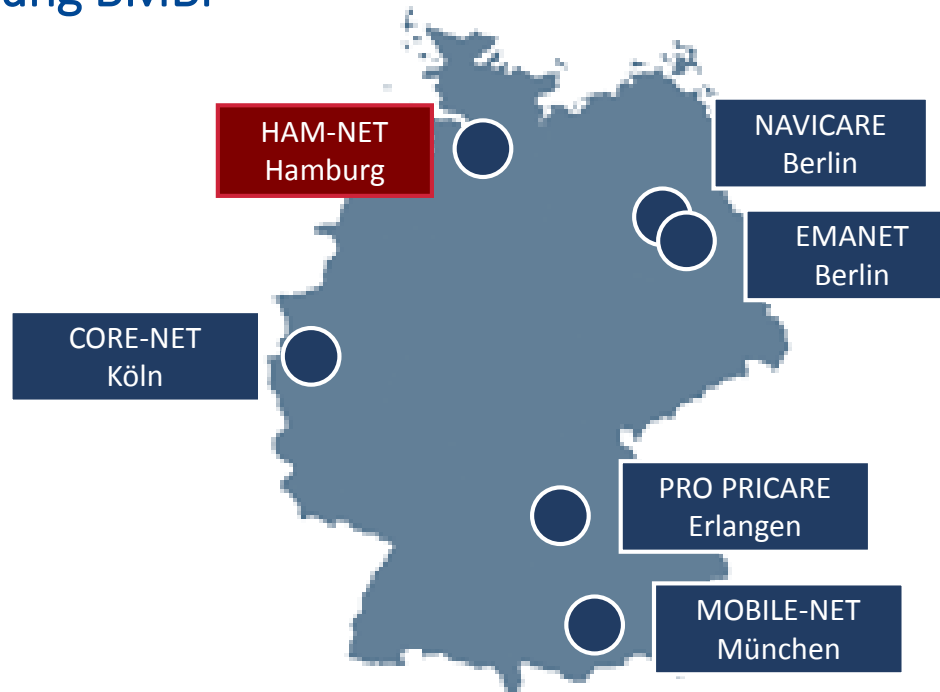 HAM-NET
Hamburg
NAVICARE
Berlin
EMANET
Berlin
CORE-NET
Köln
PRO PRICARE
Erlangen
MOBILE-NET
München